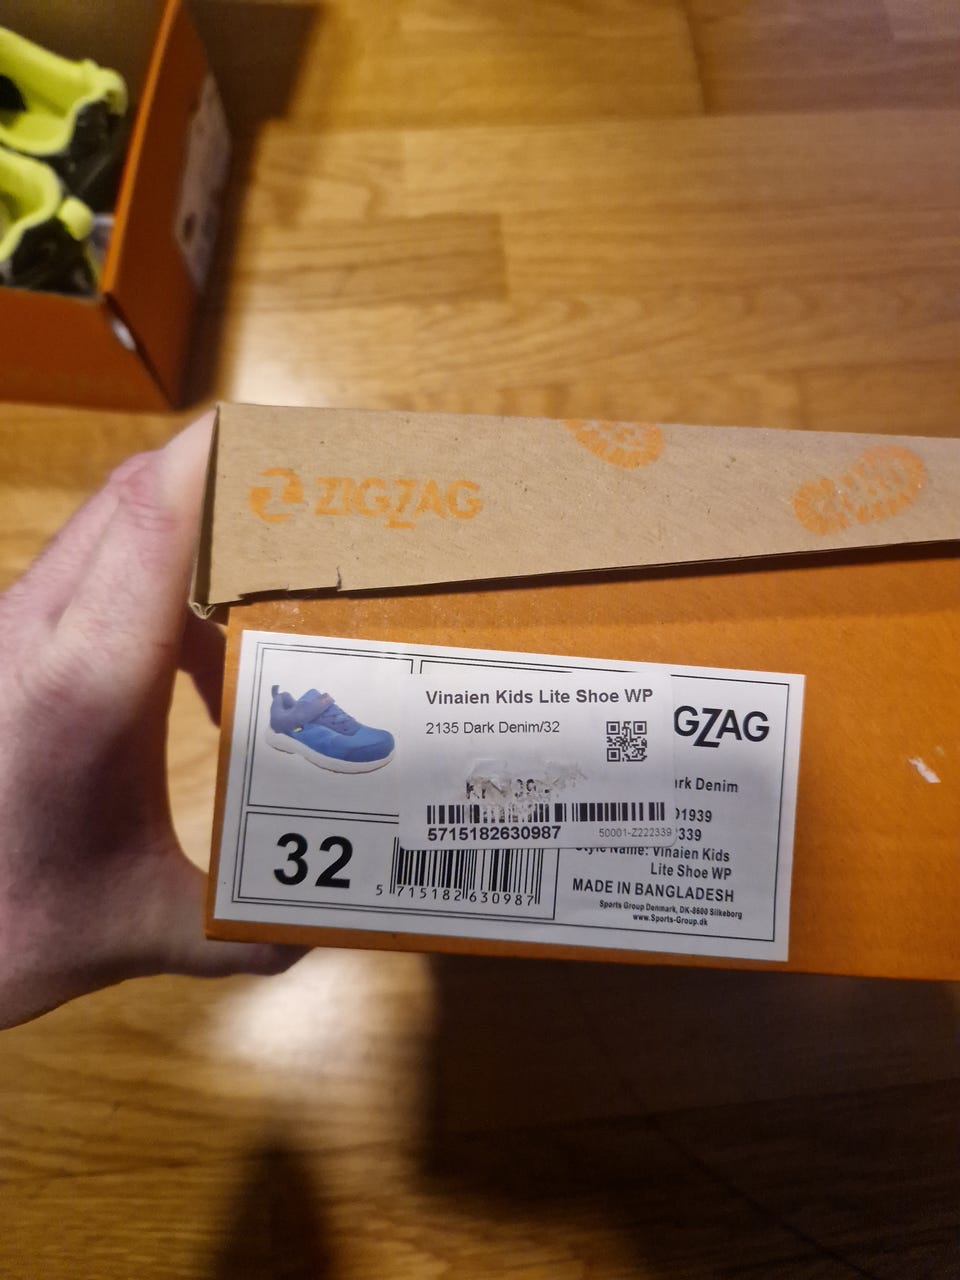 ZIGZAG
Vinaien Kids Lite Shoe WP
2135 Dark Denim/32
5715182630987
50001-Z222339
GZAG
ark Denim
1939
339
Style Name: Vinaien Kids
Lite Shoe WP
MADE IN BANGLADESH
Sports Group Denmark, DK-8600 Silkeborg
www.Sports-Group.dk
32
5 715182 630987